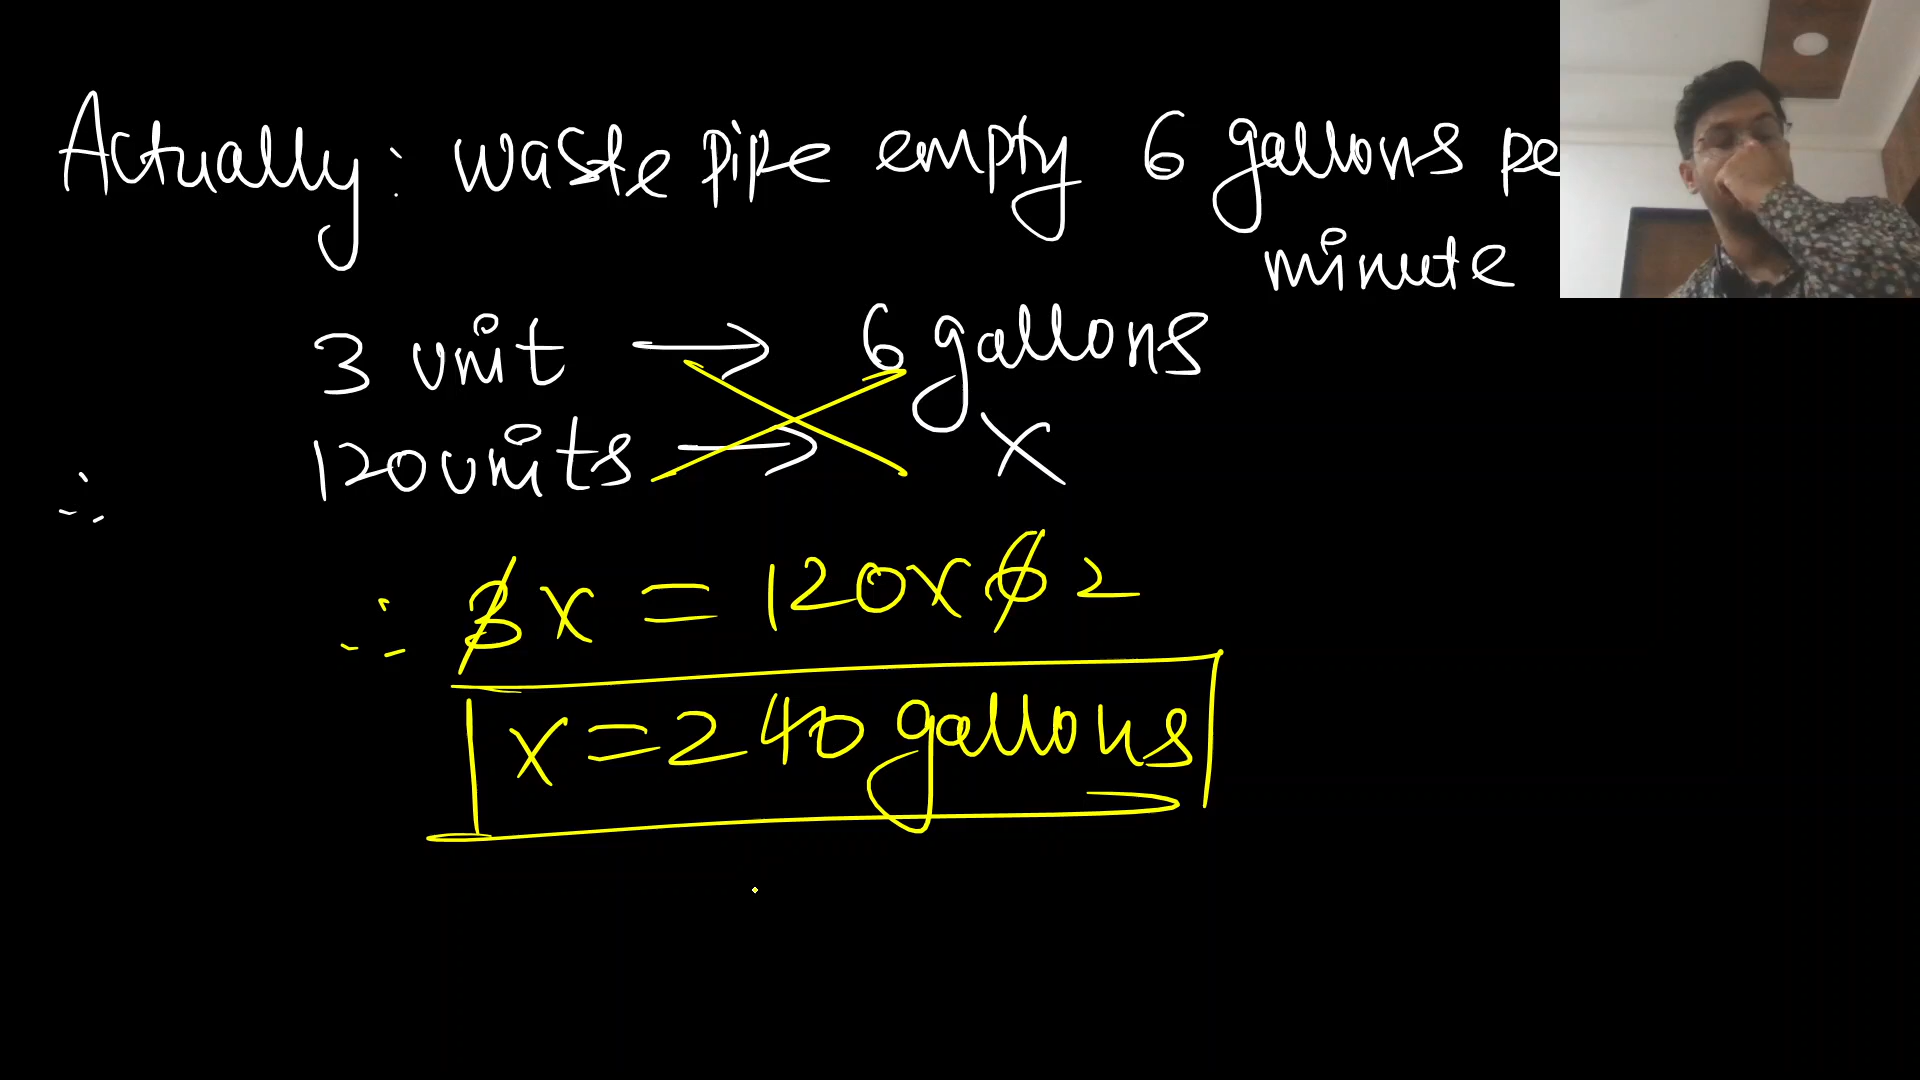 Actually: waste pipe empty 6 gallons pe
minute
3 unit → 6 gallons
120 units → x
∴
∴ 3x = 120 x 6 2
x = 240 gallons